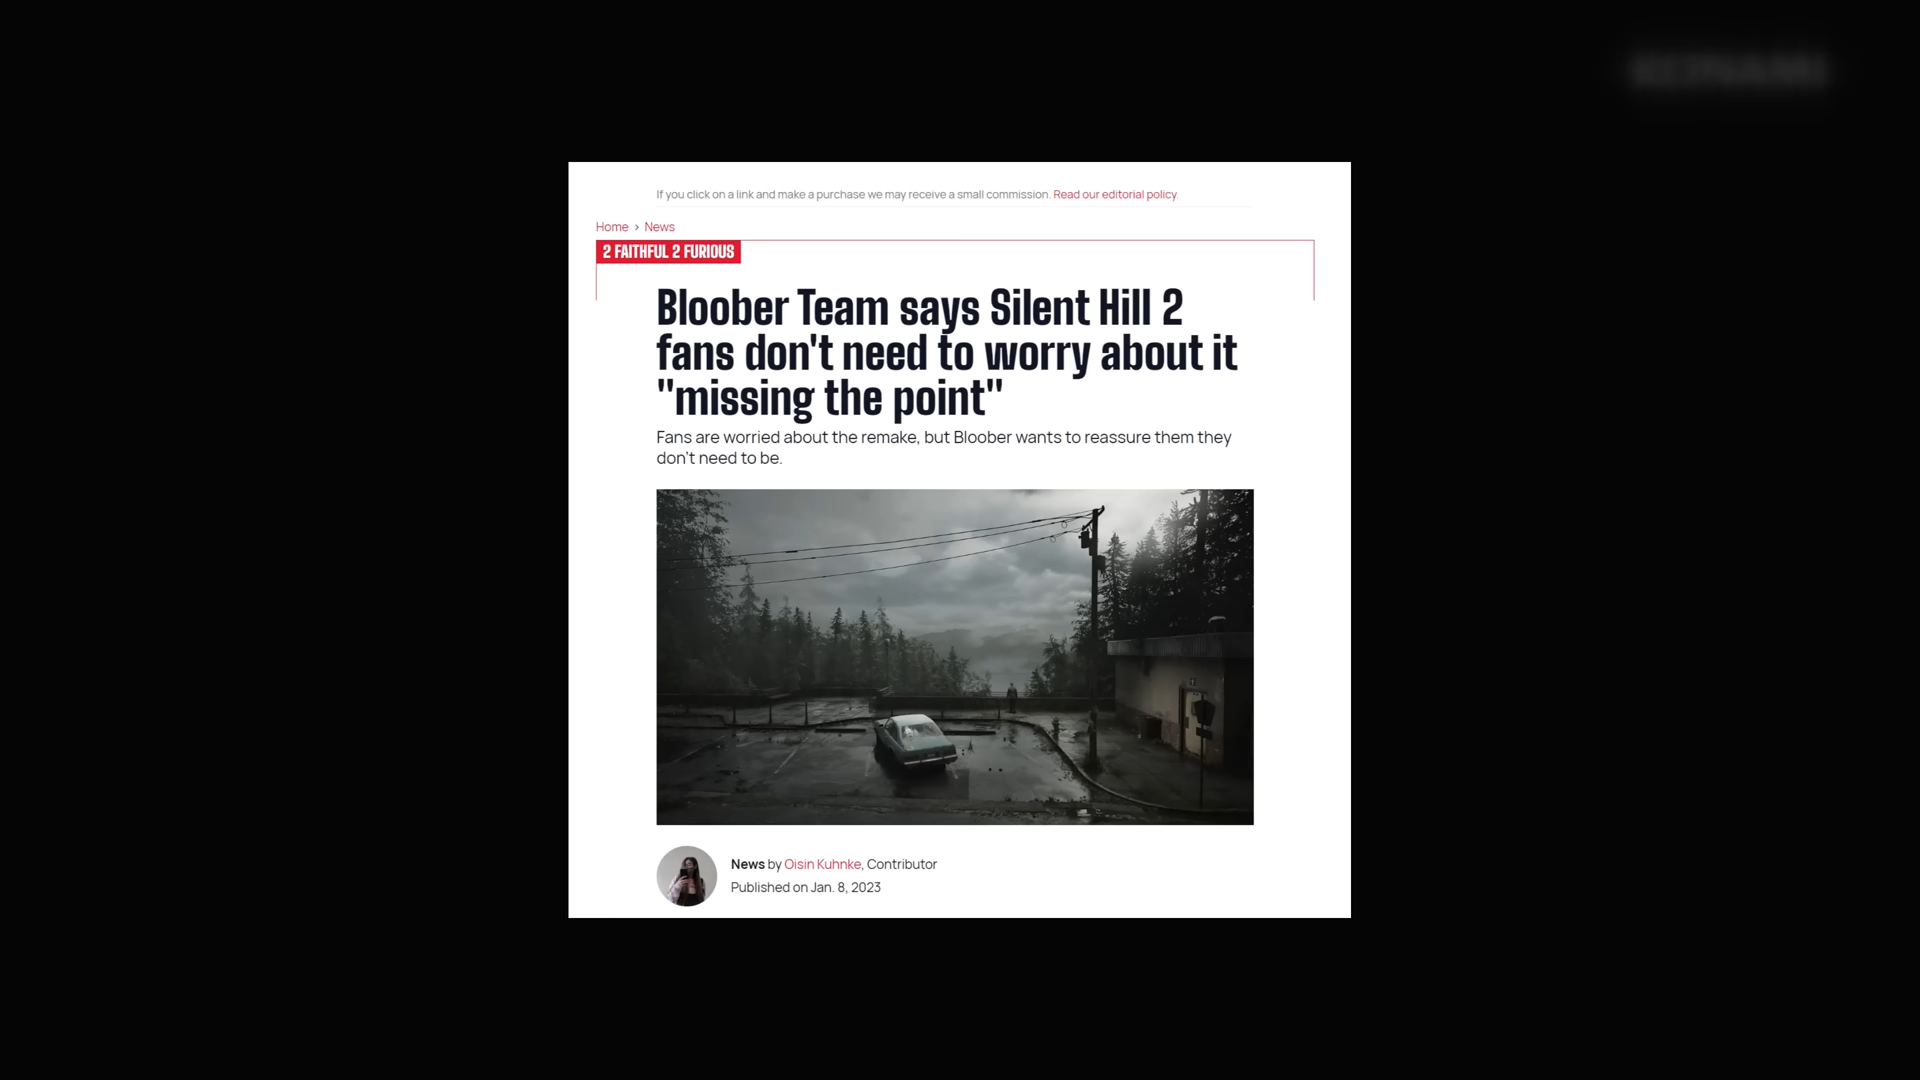 KONAMI
If you click on a link and make a purchase we may receive a small commission. Read our editorial policy.
Home › News
2 FAITHFUL 2 FURIOUS
Bloober Team says Silent Hill 2
fans don't need to worry about it
"missing the point"
Fans are worried about the remake, but Bloober wants to reassure them they
don't need to be.
News by Oisin Kuhnke, Contributor
Published on Jan. 8, 2023